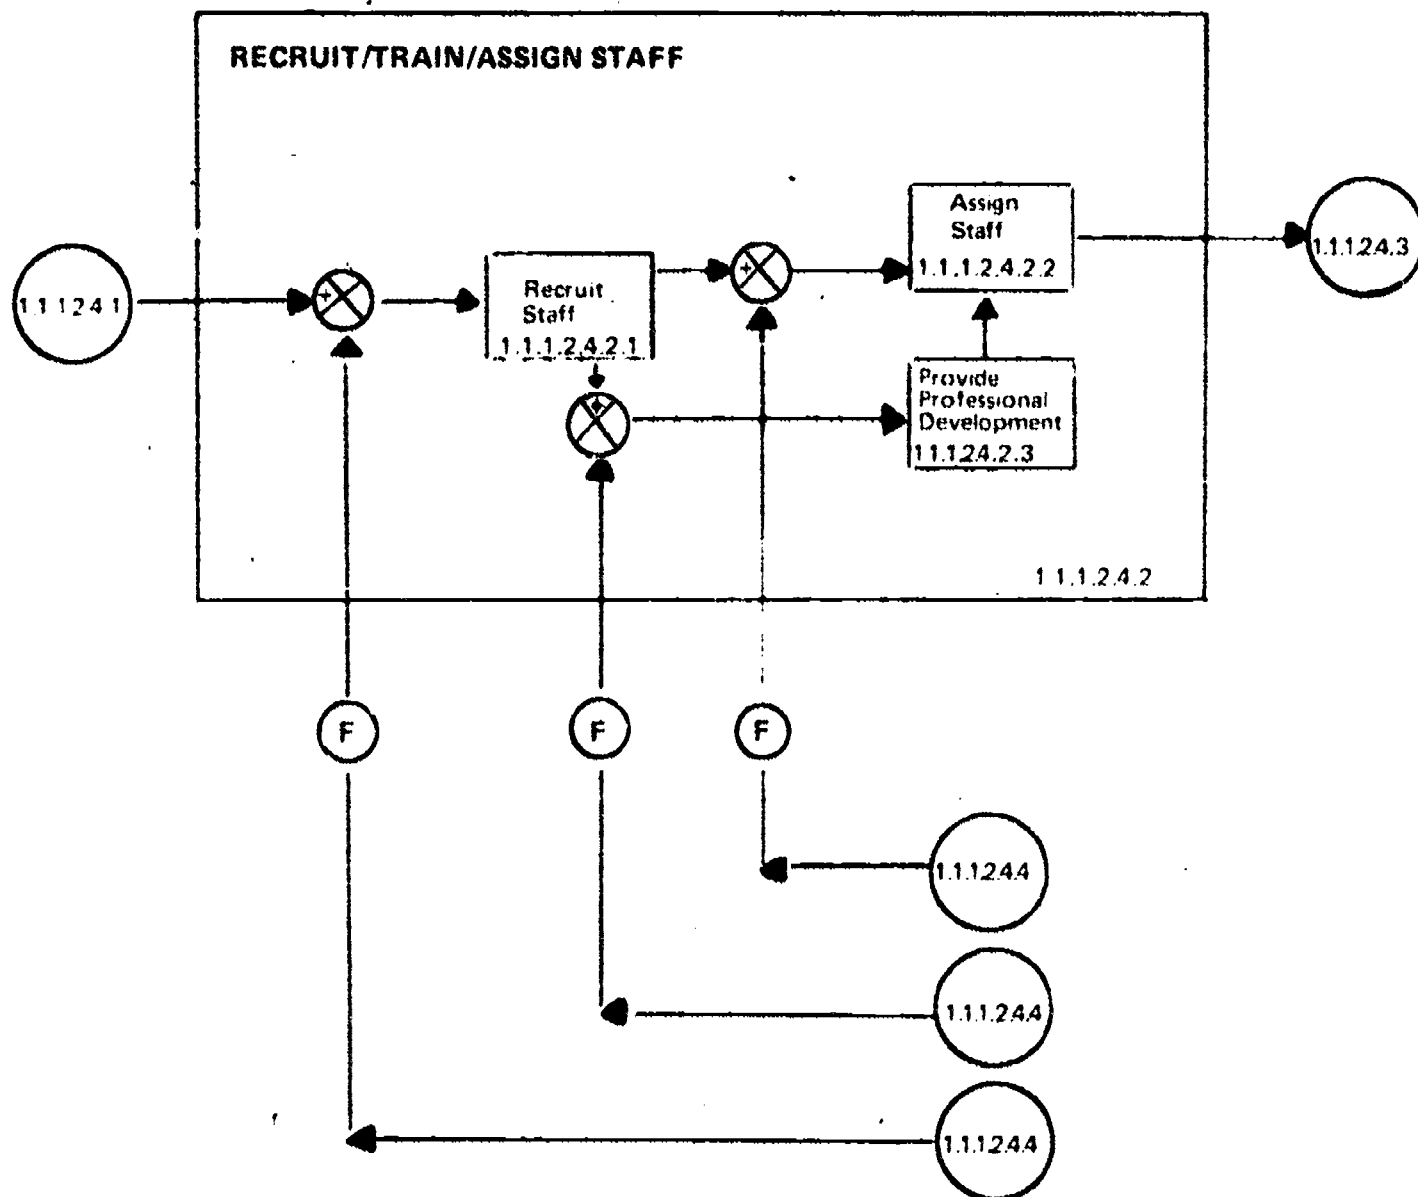 RECRUIT/TRAIN/ASSIGN STAFF
Assign
Staff
1.1.1.2.4.2.2
1.1.1.2.4.3
1.1.1.2.4.1
+
+
Recruit
Staff
1.1.1.2.4.2.1
Provide
Professional
Development
1.1.1.2.4.2.3
+
1.1.1.2.4.2
F
F
F
1.1.1.2.4.4
1.1.1.2.4.4
1.1.1.2.4.4